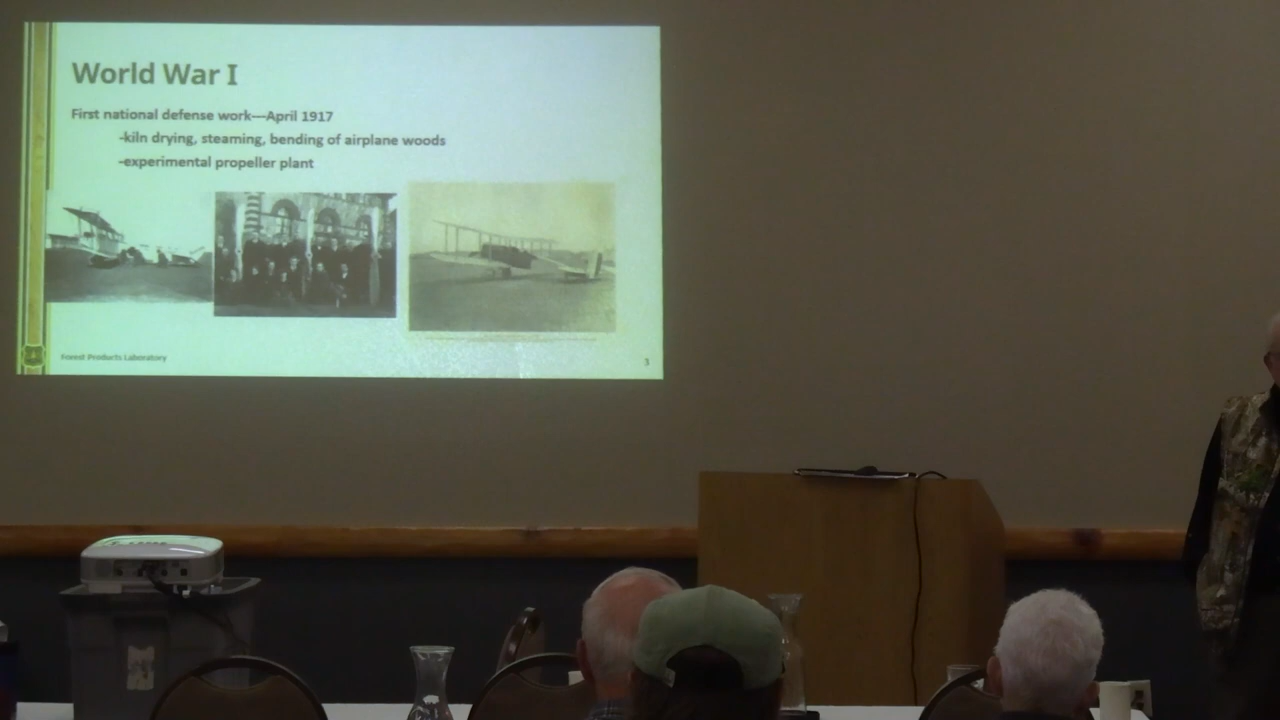 World War I
First national defense work—April 1917
-kiln drying, steaming, bending of airplane woods
-experimental propeller plant
Forest Products Laboratory
3